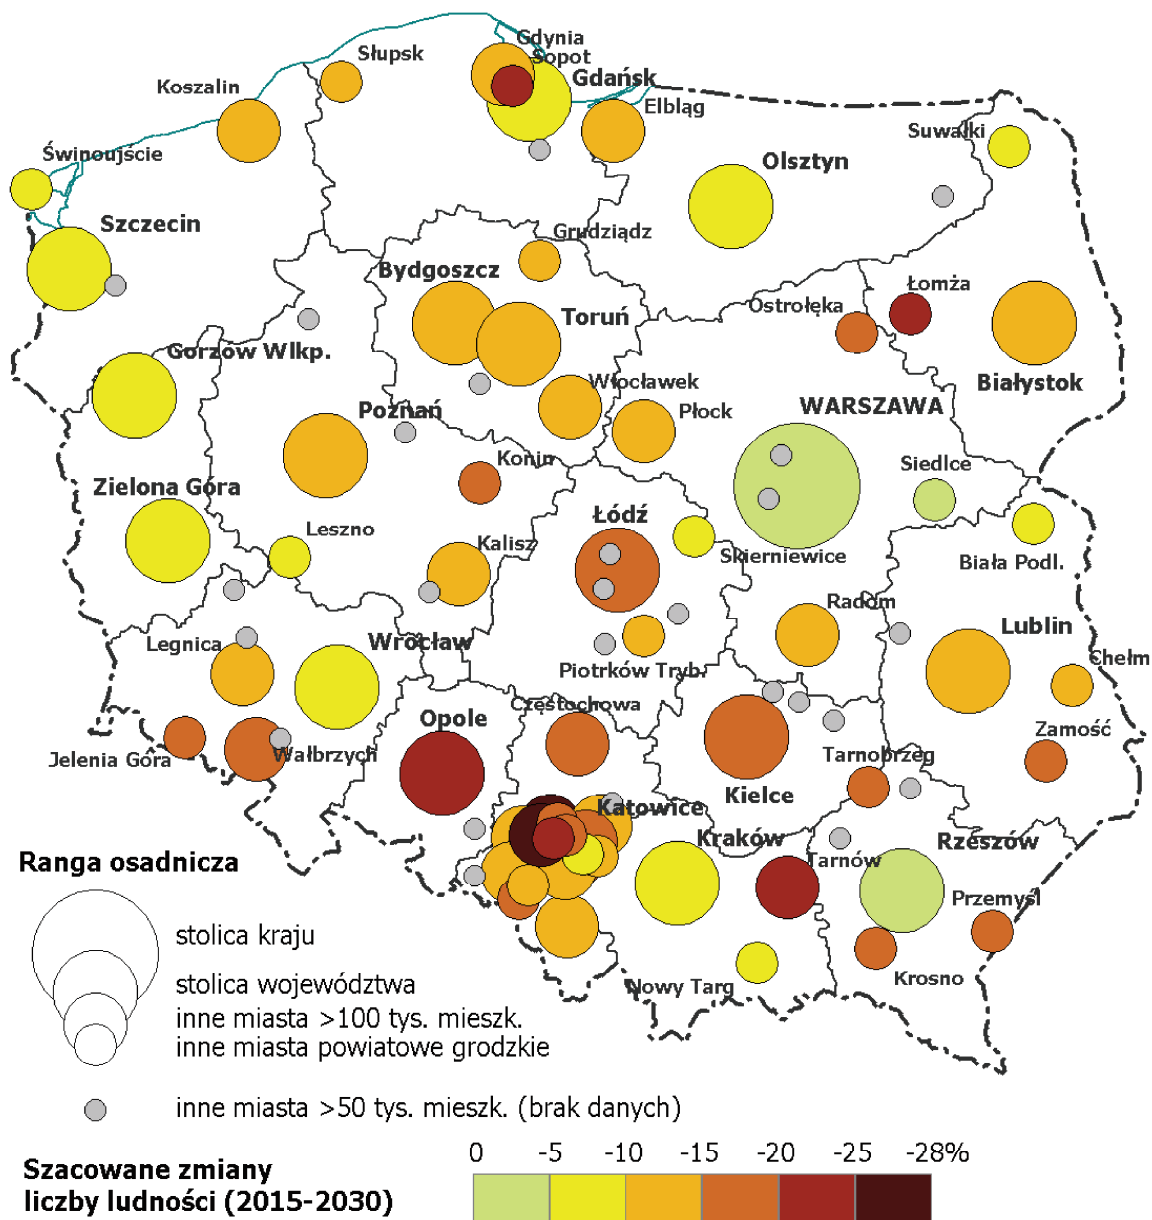 Gdynia
Sopot
Słupsk
Gdańsk
Koszalin
Elbląg
Suwałki
Świnoujście
Olsztyn
Szczecin
Grudziądz
Bydgoszcz
Łomża
Ostrołęka
Toruń
Gorzów Wlkp.
Włocławek
Białystok
Poznań
Płock
WARSZAWA
Konin
Siedlce
Zielona Góra
Łódź
Leszno
Kalisz
Skierniewice
Biała Podl.
Radom
Lublin
Legnica
Wrocław
Chełm
Piotrków Tryb.
Opole
Częstochowa
Zamość
Jelenia Góra
Wałbrzych
Tarnobrzeg
Kielce
Katowice
Kraków
Rzeszów
Tarnów
Przemyśl
Krosno
Nowy Targ
Ranga osadnicza
stolica kraju
stolica województwa
inne miasta >100 tys. mieszk.
inne miasta powiatowe grodzkie
inne miasta >50 tys. mieszk. (brak danych)
Szacowane zmiany
liczby ludności (2015-2030)
0 -5 -10 -15 -20 -25 -28%